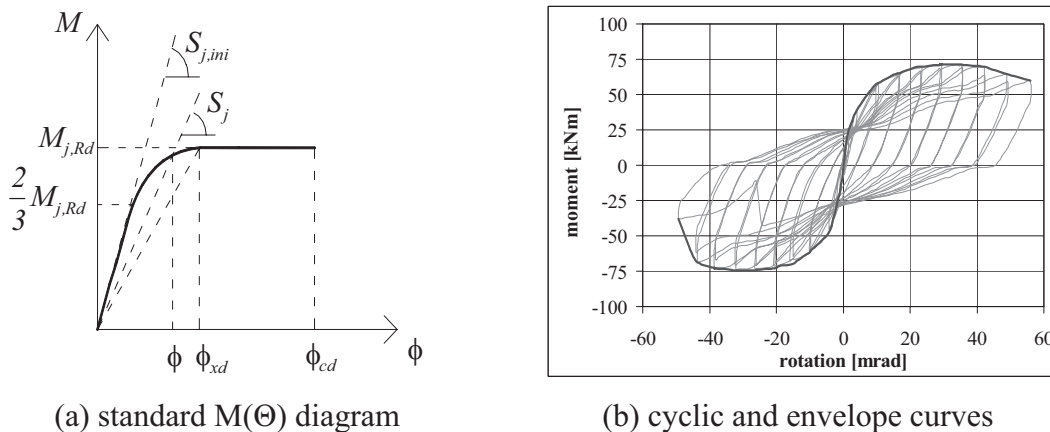 M
S_{j,ini}
S_j
M_{j,Rd}
\frac{2}{3} M_{j,Rd}
ϕ ϕ_{xd} ϕ_{cd} ϕ
(a) standard M(Θ) diagram
100
75
50
25
0
-25
-50
-75
-100
moment [kNm]
-60 -40 -20 0 20 40 60
rotation [mrad]
(b) cyclic and envelope curves